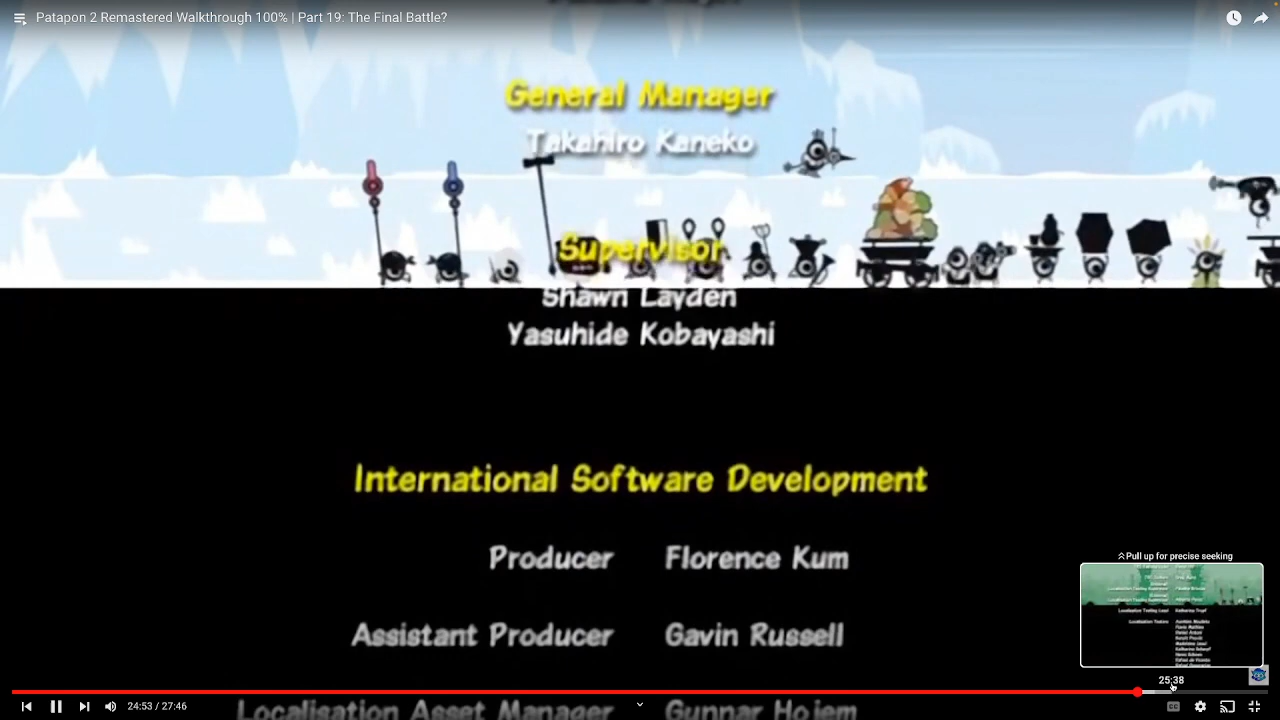 Patapon 2 Remastered Walkthrough 100% | Part 19: The Final Battle?
General Manager
Takahiro Kaneko
Supervisor
Shawn Layden
Yasuhide Kobayashi
International Software Development
Producer Florence Kum
Assistant Producer Gavin Russell
Localisation Asset Manager Gunnar Hojem
Pull up for precise seeking
25:38
24:53 / 27:46